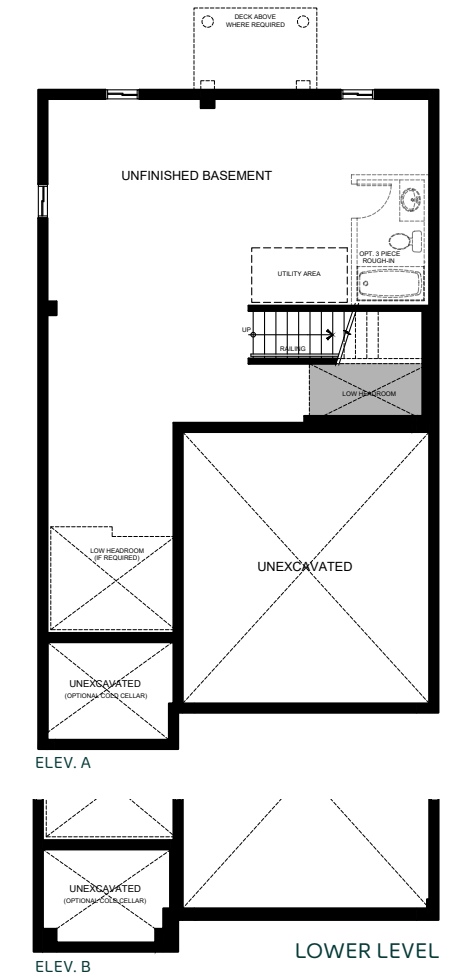 DECK ABOVE
WHERE REQUIRED
UNFINISHED BASEMENT
OPT. 3 PIECE
ROUGH-IN
UTILITY AREA
UP
RAILING
LOW HEADROOM
LOW HEADROOM
(IF REQUIRED)
UNEXCAVATED
UNEXCAVATED
(OPTIONAL COLD CELLAR)
ELEV. A
UNEXCAVATED
(OPTIONAL COLD CELLAR)
LOWER LEVEL
ELEV. B